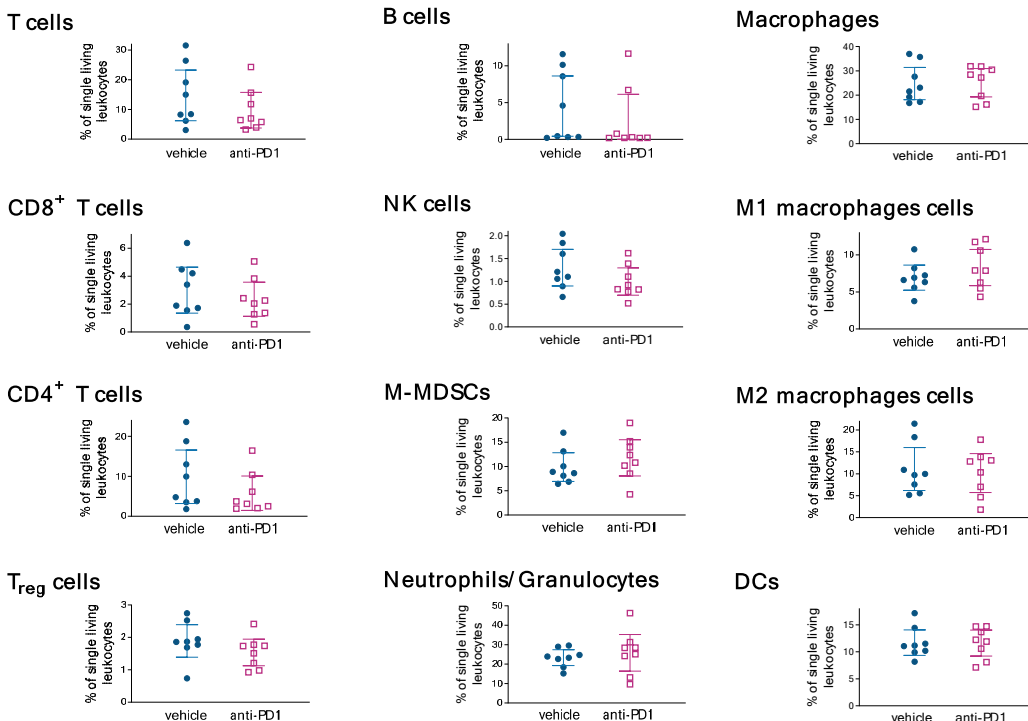 T cells
% of single living
leukocytes
30
20
10
0
vehicle anti-PD1
B cells
% of single living
leukocytes
10
5
0
vehicle anti-PD1
Macrophages
% of single living
leukocytes
40
30
20
10
0
vehicle anti-PD1
CD8+ T cells
% of single living
leukocytes
6
4
2
0
vehicle anti-PD1
NK cells
% of single living
leukocytes
2.0
1.5
1.0
0.5
0.0
vehicle anti-PD1
M1 macrophages cells
% of single living
leukocytes
10
5
0
vehicle anti-PD1
CD4+ T cells
% of single living
leukocytes
20
10
0
vehicle anti-PD1
M-MDSCs
% of single living
leukocytes
20
15
10
5
0
vehicle anti-PDI
M2 macrophages cells
% of single living
leukocytes
20
15
10
5
0
vehicle anti-PD1
Treg cells
% of single living
leukocytes
3
2
1
0
vehicle anti-PD1
Neutrophils/ Granulocytes
% of single living
leukocytes
50
40
30
20
10
0
vehicle anti-PD1
DCs
% of single living
leukocytes
15
10
5
0
vehicle anti-PD1